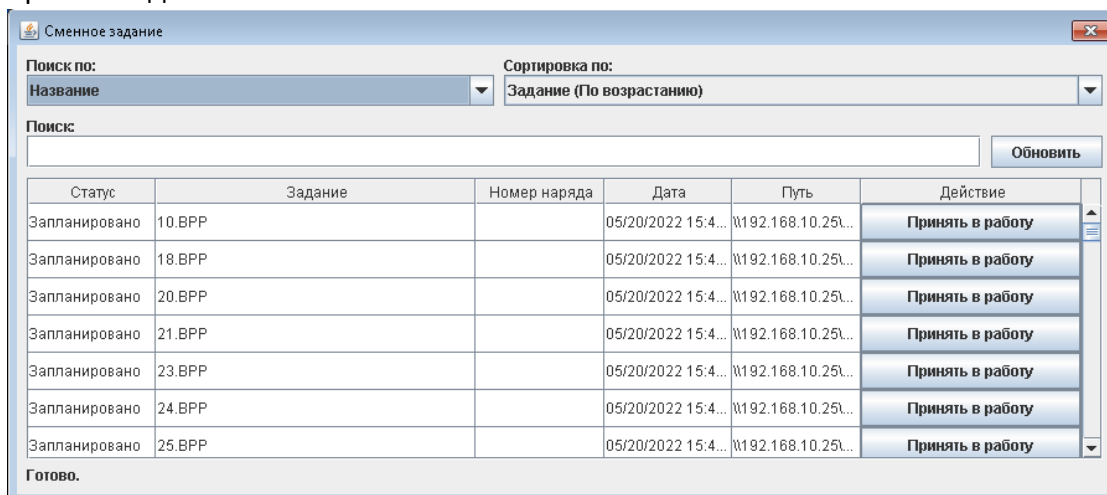 Сменное задание
Поиск по: Сортировка по:
Название Задание (По возрастанию)
Поиск:
Обновить
Статус Задание Номер наряда Дата Путь Действие
Запланировано 10.BPP 05/20/2022 15:4... \\192.168.10.25\... Принять в работу
Запланировано 18.BPP 05/20/2022 15:4... \\192.168.10.25\... Принять в работу
Запланировано 20.BPP 05/20/2022 15:4... \\192.168.10.25\... Принять в работу
Запланировано 21.BPP 05/20/2022 15:4... \\192.168.10.25\... Принять в работу
Запланировано 23.BPP 05/20/2022 15:4... \\192.168.10.25\... Принять в работу
Запланировано 24.BPP 05/20/2022 15:4... \\192.168.10.25\... Принять в работу
Запланировано 25.BPP 05/20/2022 15:4... \\192.168.10.25\... Принять в работу
Готово.